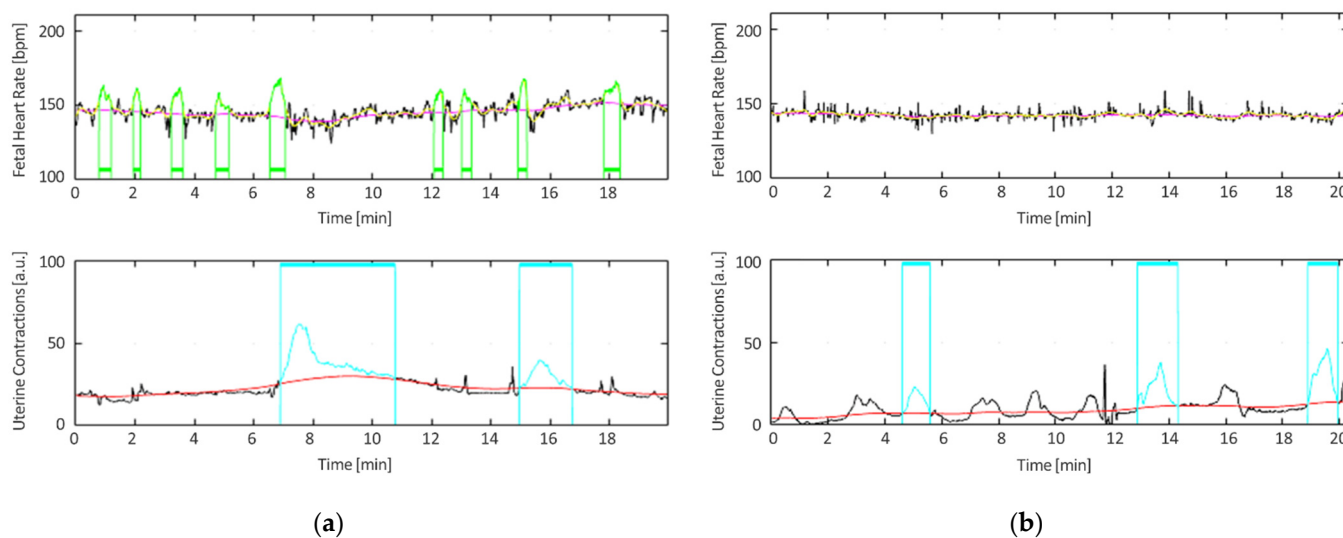 Fetal Heart Rate [bpm]
200
150
100
0 2 4 6 8 10 12 14 16 18
Time [min]
Uterine Contractions [a.u.]
100
50
0
0 2 4 6 8 10 12 14 16 18
Time [min]
(a)
Fetal Heart Rate [bpm]
200
150
100
0 2 4 6 8 10 12 14 16 18 20
Time [min]
Uterine Contractions [a.u.]
100
50
0
0 2 4 6 8 10 12 14 16 18 20
Time [min]
(b)